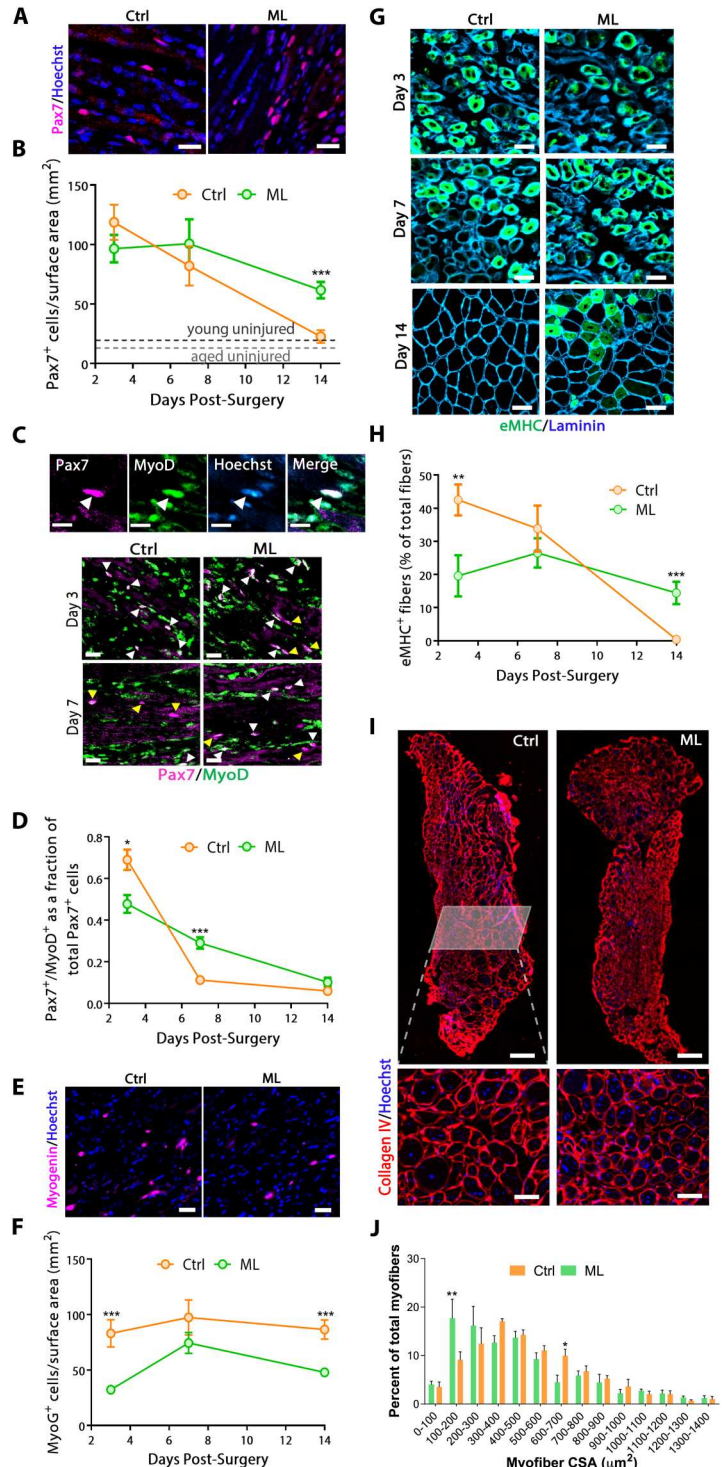 A
Ctrl
ML
Pax7/Hoechst
B
Ctrl
ML
Pax7+ cells/surface area (mm2)
150
100
50
0
young uninjured
aged uninjured
***
2
4
6
8
10
12
14
Days Post-Surgery
C
Pax7
MyoD
Hoechst
Merge
Ctrl
ML
Day 3
Day 7
Pax7/MyoD
D
Ctrl
ML
Pax7+/MyoD+ as a fraction of
total Pax7+ cells
0.8
0.6
0.4
0.2
0.0
*
***
2
4
6
8
10
12
14
Days Post-Surgery
E
Ctrl
ML
Myogenin/Hoechst
F
Ctrl
ML
MyoG+ cells/surface area (mm2)
150
100
50
0
***
***
2
4
6
8
10
12
14
Days Post-Surgery
G
Ctrl
ML
Day 3
Day 7
Day 14
eMHC/Laminin
H
Ctrl
ML
eMHC+ fibers (% of total fibers)
50
40
30
20
10
0
**
***
2
4
6
8
10
12
14
Days Post-Surgery
I
Ctrl
ML
Collagen IV/Hoechst
J
ML
Ctrl
Percent of total myofibers
30
20
10
0
**
*
0-100
100-200
200-300
300-400
400-500
500-600
600-700
700-800
800-900
900-1000
1000-1100
1100-1200
1200-1300
1300-1400
Myofiber CSA (μm2)